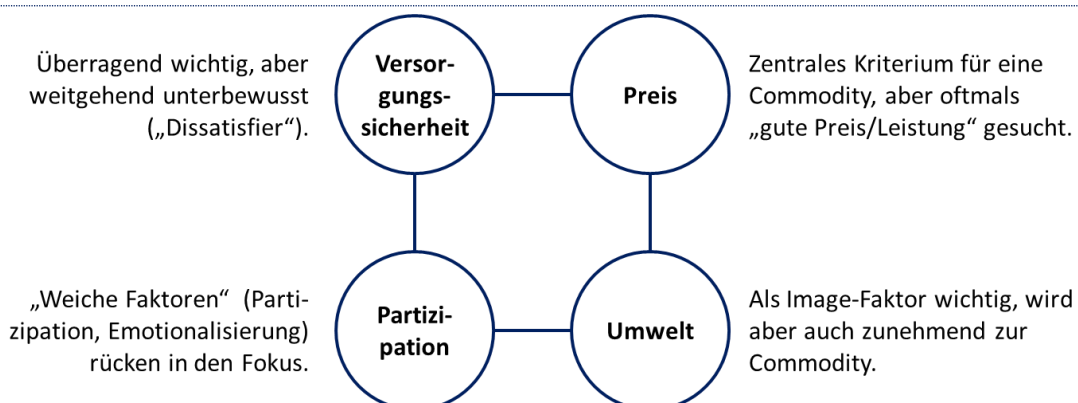 Überragend wichtig, aber
weitgehend unterbewusst
(„Dissatisfier“).
Versor-
gungs-
sicherheit
Preis
Zentrales Kriterium für eine
Commodity, aber oftmals
„gute Preis/Leistung“ gesucht.
„Weiche Faktoren“ (Parti-
zipation, Emotionalisierung)
rücken in den Fokus.
Partizi-
pation
Umwelt
Als Image-Faktor wichtig, wird
aber auch zunehmend zur
Commodity.